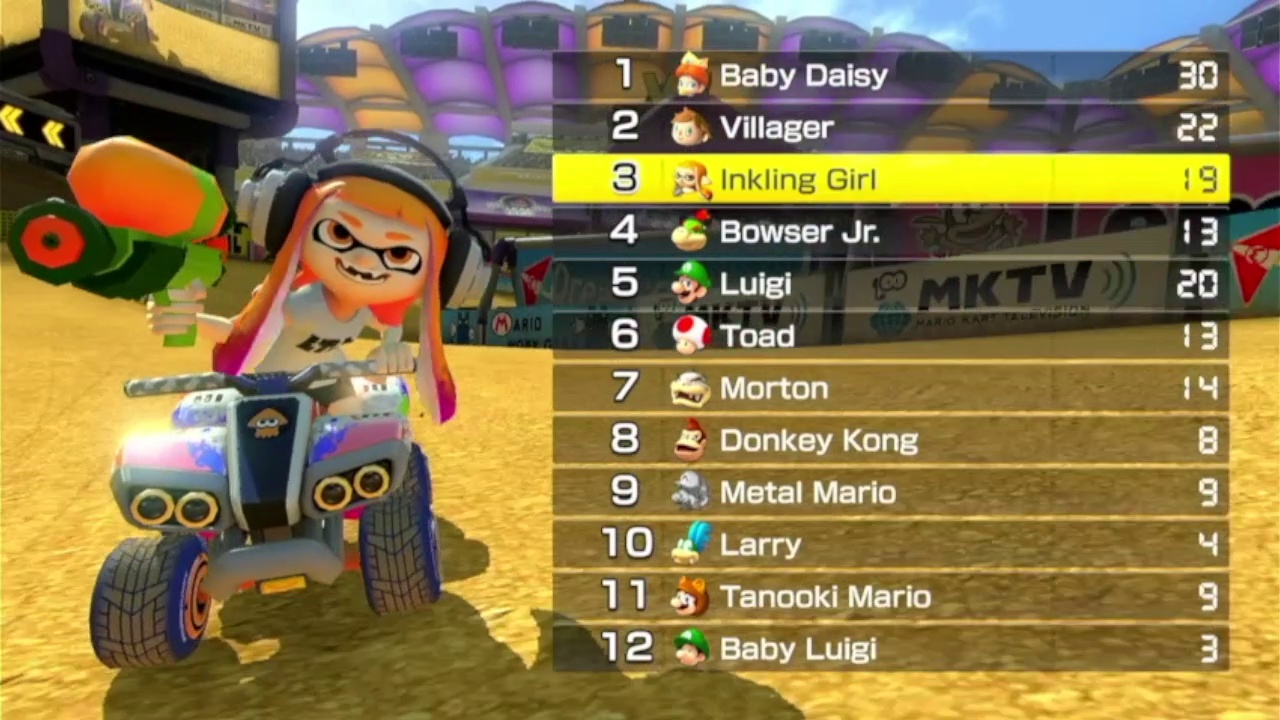 1 Baby Daisy 30
2 Villager 22
3 Inkling Girl 19
4 Bowser Jr. 13
5 Luigi 20
6 Toad 13
7 Morton 14
8 Donkey Kong 8
9 Metal Mario 9
10 Larry 4
11 Tanooki Mario 9
12 Baby Luigi 3
MKTV
MARIO KART TELEVISION
MARIO